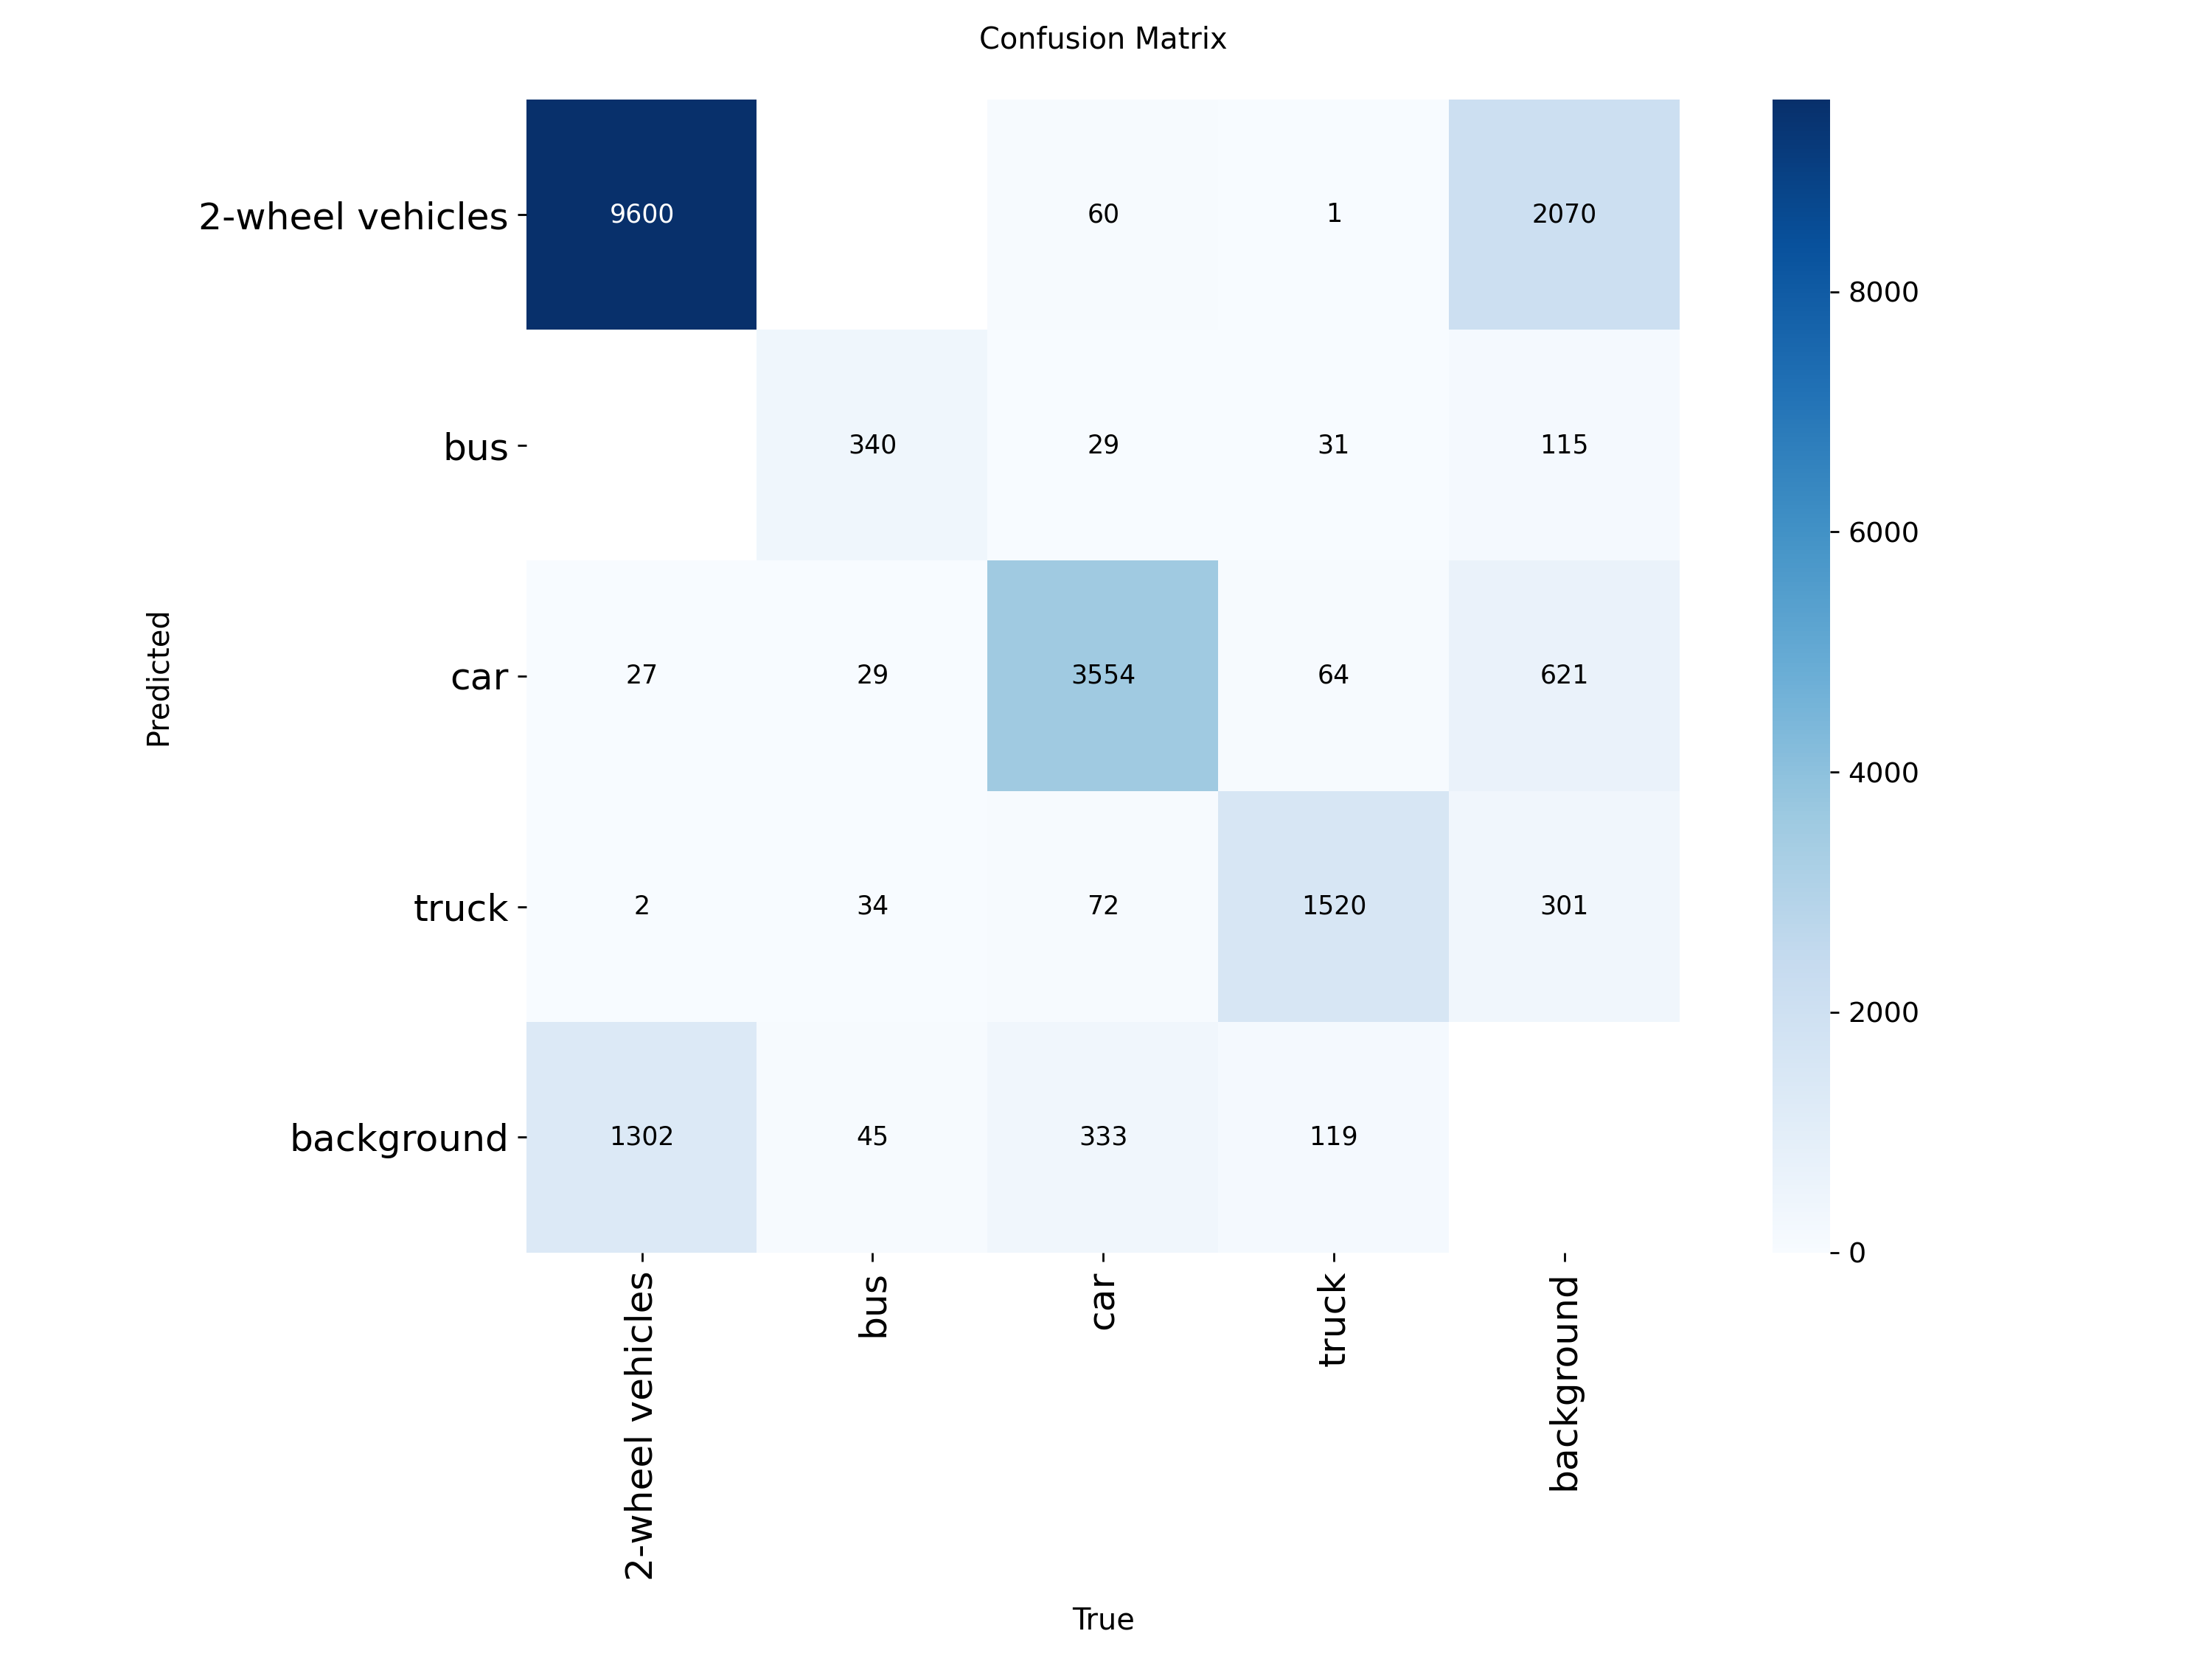 Confusion Matrix
2-wheel vehicles 9600 60 1 2070
bus 340 29 31 115
car 27 29 3554 64 621
truck 2 34 72 1520 301
background 1302 45 333 119
2-wheel vehicles bus car truck background
Predicted
True
8000
6000
4000
2000
0